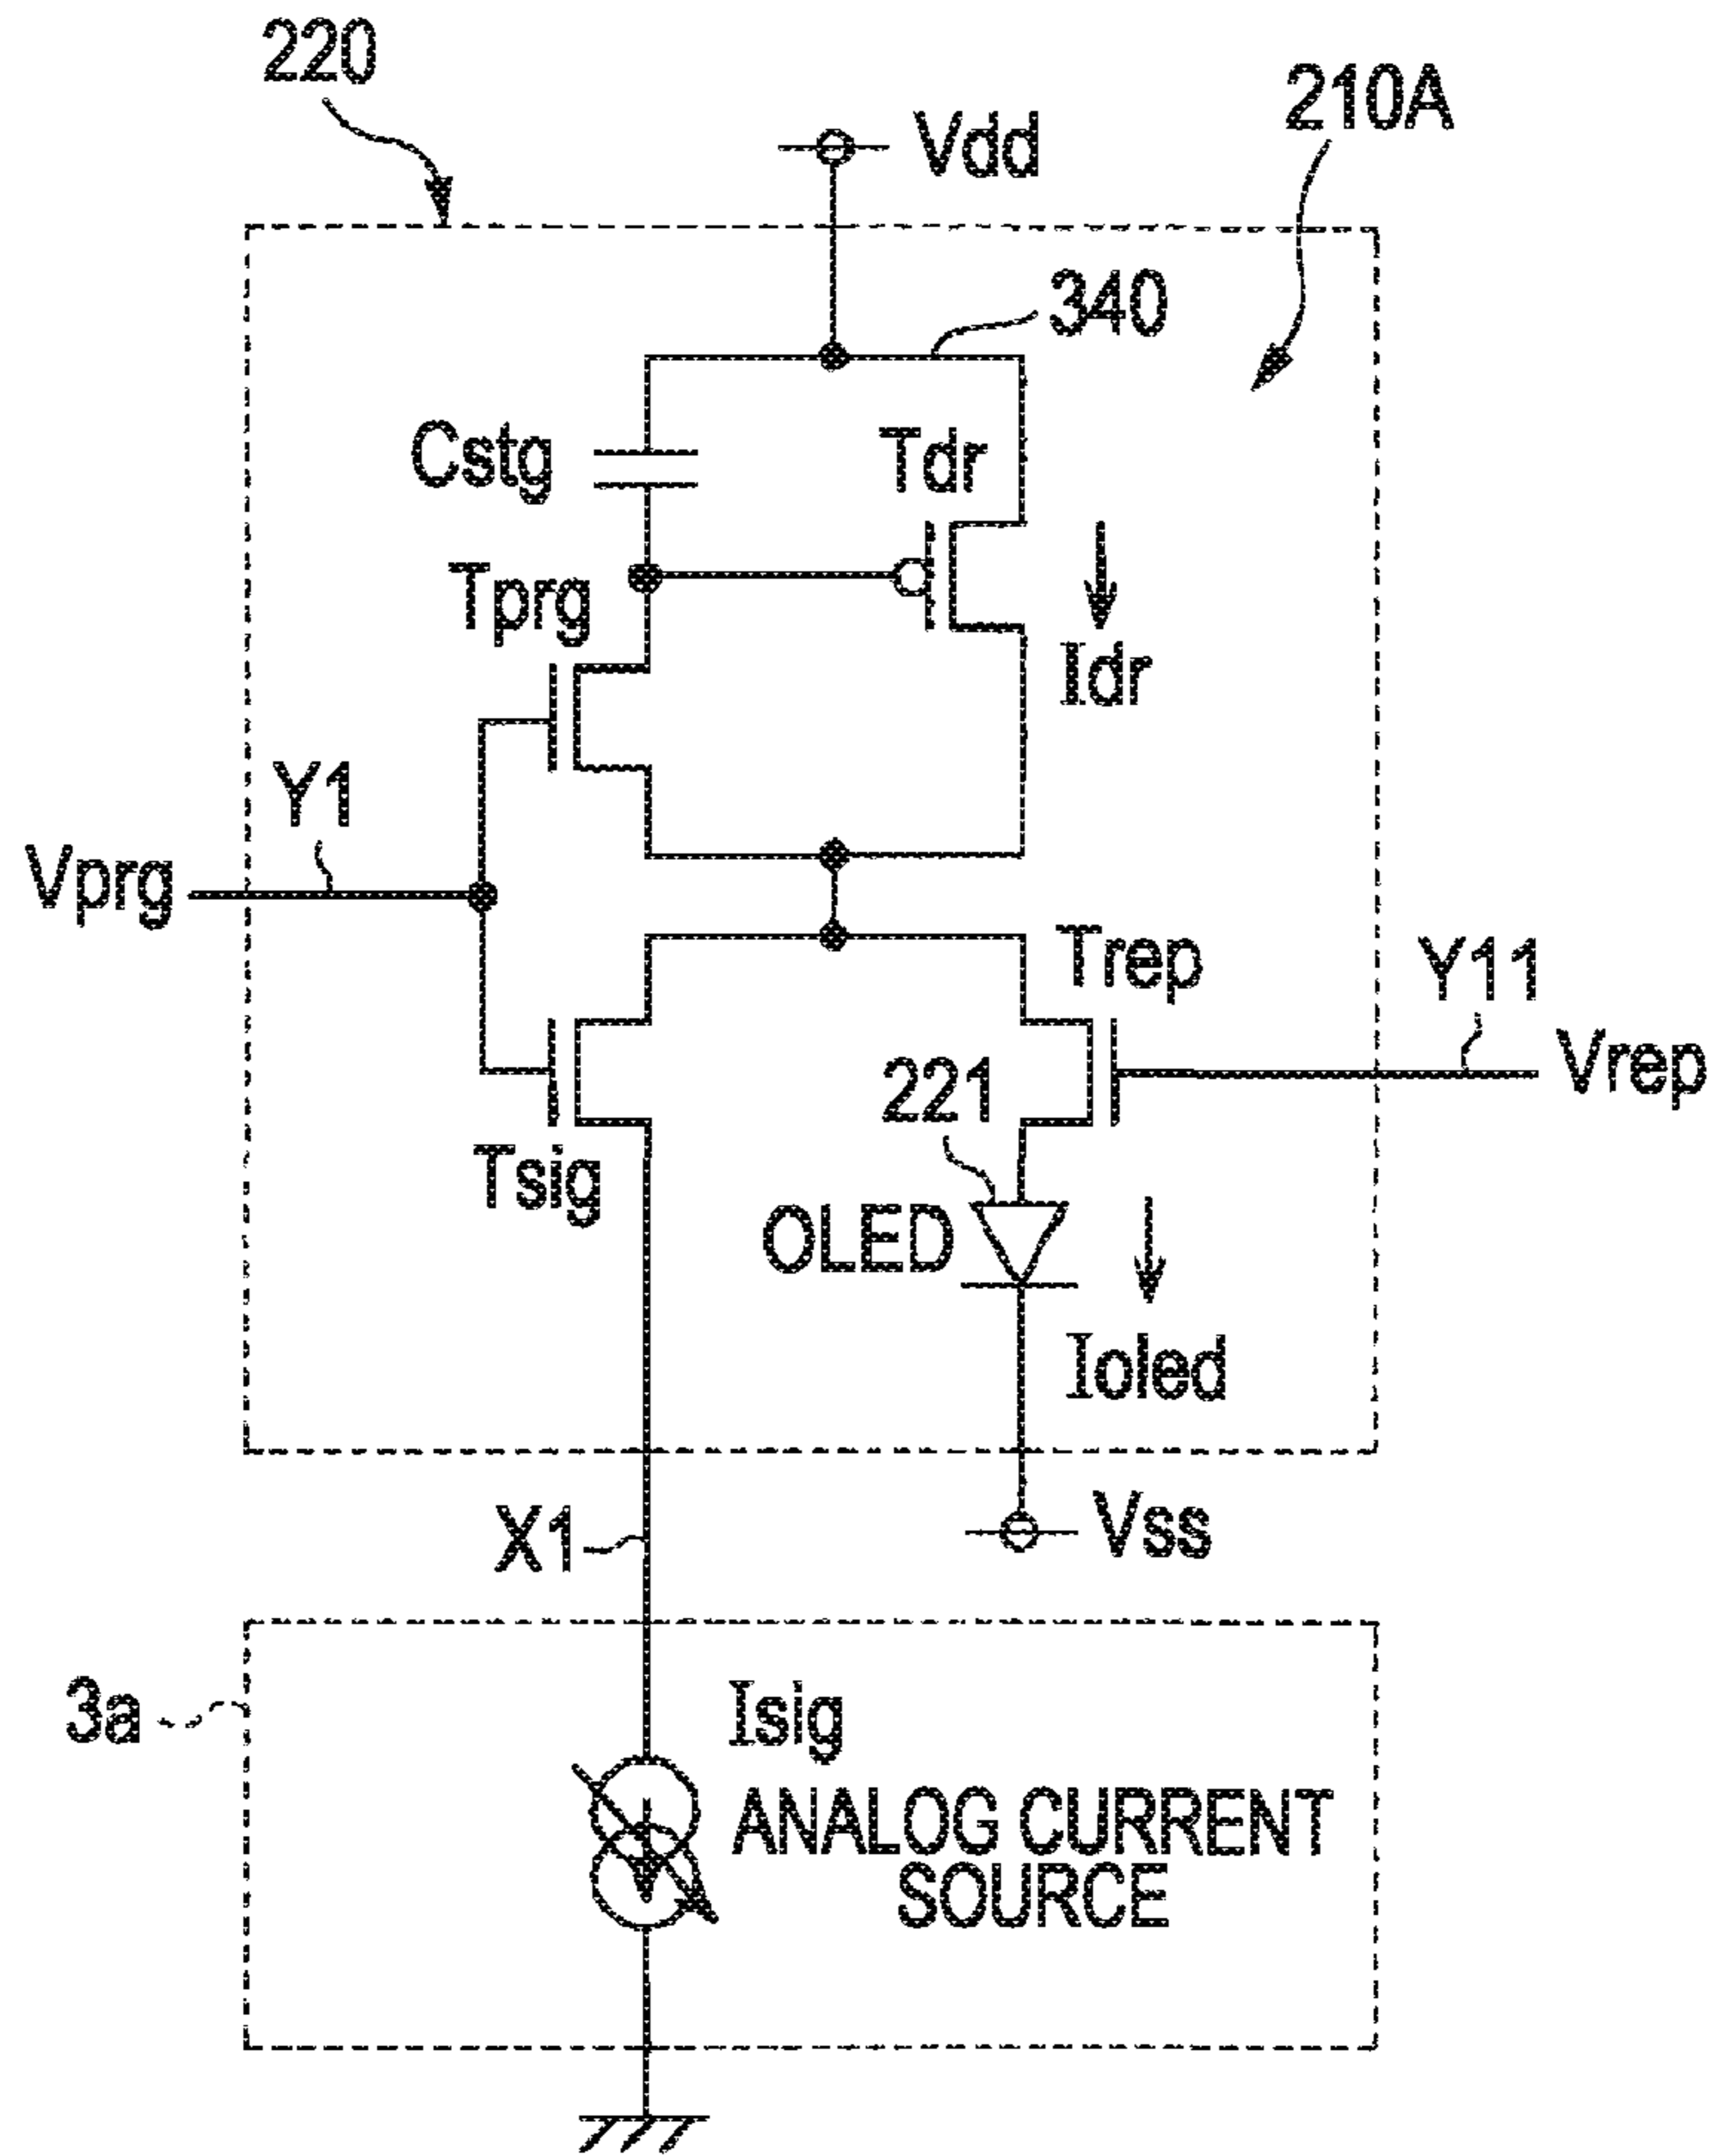 220
210A
Vdd
340
Cstg
Tdr
Tprg
Idr
Y1
Vprg
Trep
Y11
Vrep
221
Tsig
OLED
Ioled
X1
Vss
3a
Isig
ANALOG CURRENT
SOURCE